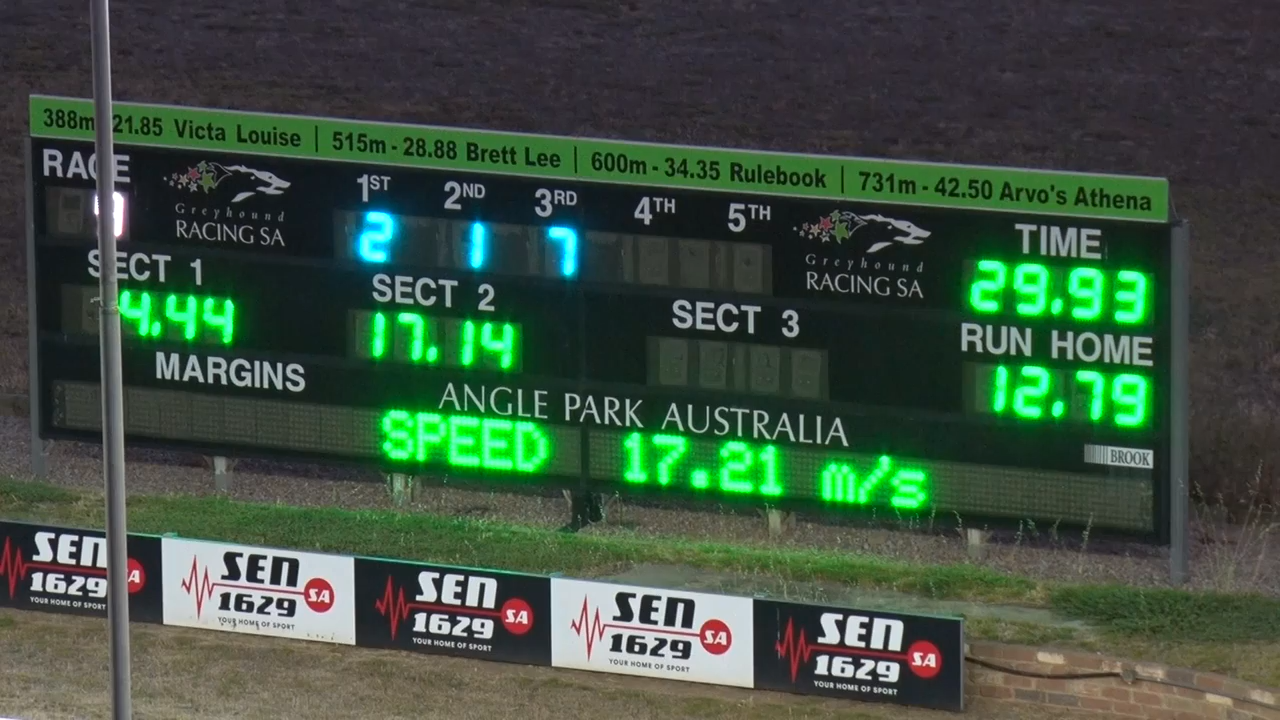 388m 21.85 Victa Louise | 515m - 28.88 Brett Lee | 600m - 34.35 Rulebook | 731m - 42.50 Arvo's Athena
RACE
Greyhound
RACING SA
1ST 2ND 3RD 4TH 5TH
2 1 7
Greyhound
RACING SA
TIME
29.93
SECT 1
4.44
SECT 2
17.14
SECT 3
RUN HOME
12.79
MARGINS
ANGLE PARK AUSTRALIA
SPEED 17.21 m/s
BROOK
SEN
1629 SA
YOUR HOME OF SPORT
SEN
1629 SA
YOUR HOME OF SPORT
SEN
1629 SA
YOUR HOME OF SPORT
SEN
1629 SA
YOUR HOME OF SPORT
SEN
1629 SA
YOUR HOME OF SPORT